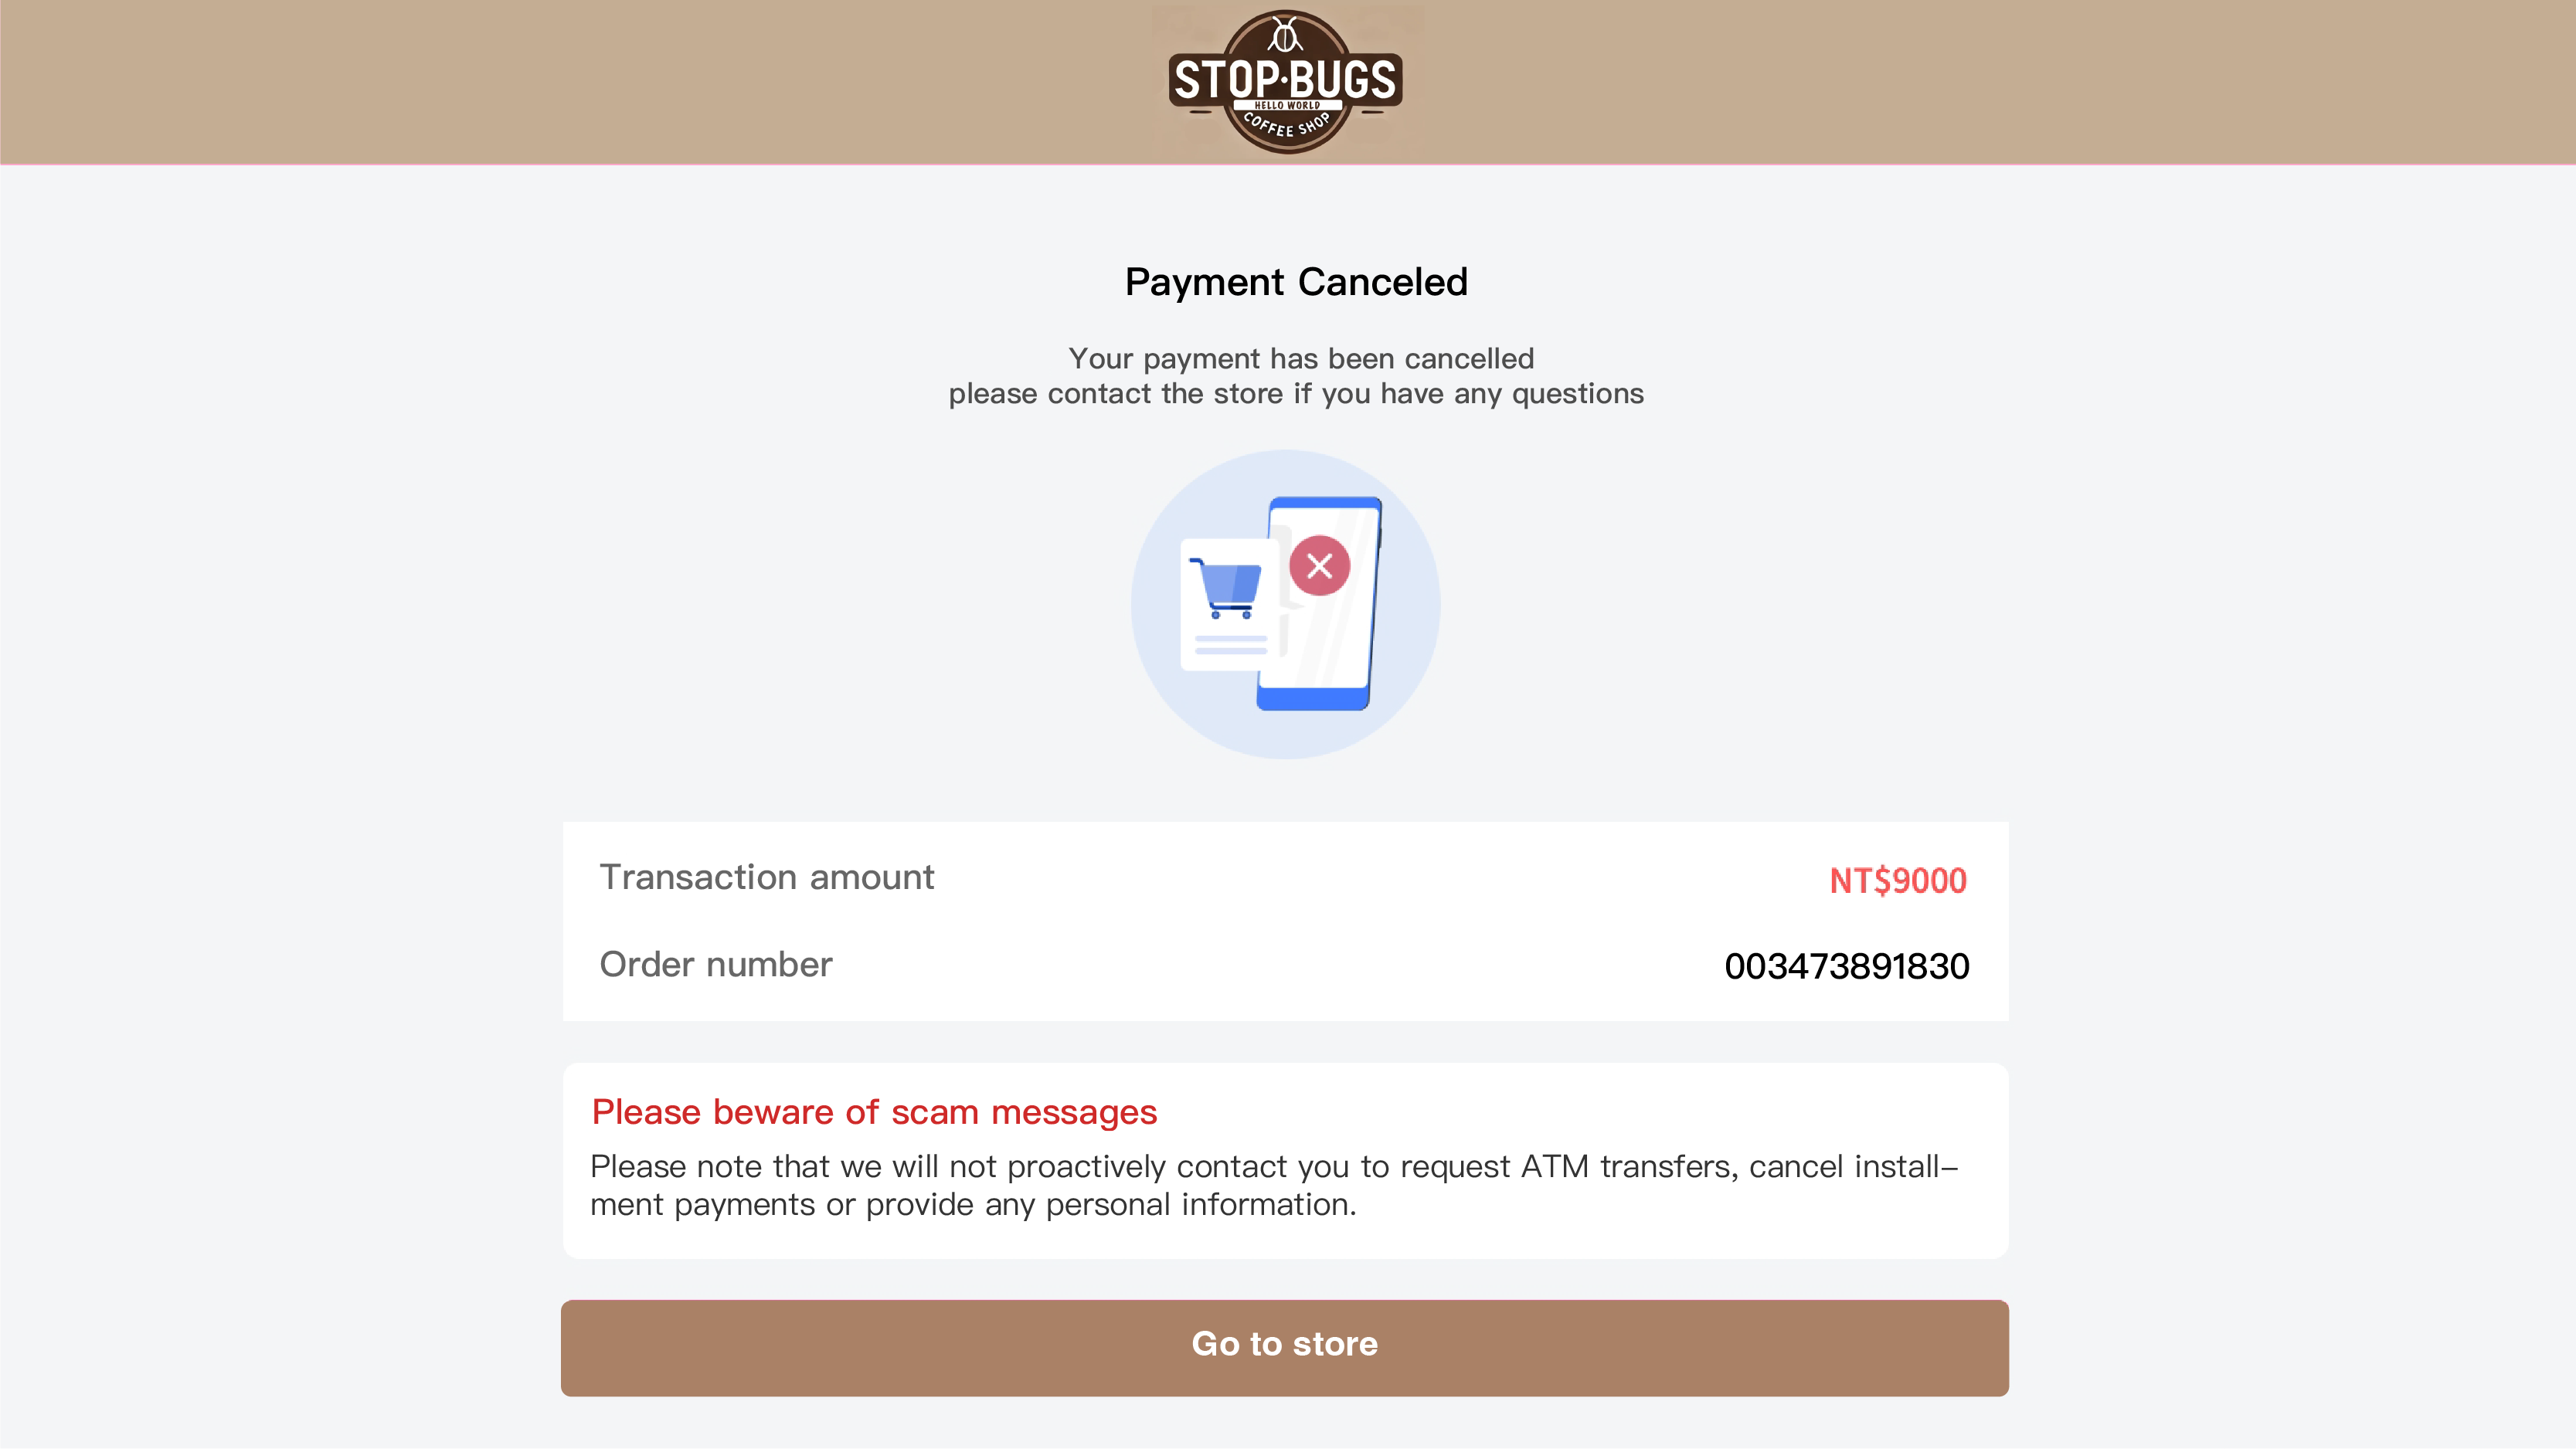 STOP·BUGS
HELLO WORLD
COFFEE SHOP
Payment Canceled
Your payment has been cancelled
please contact the store if you have any questions
Transaction amount
NT$9000
Order number
003473891830
Please beware of scam messages
Please note that we will not proactively contact you to request ATM transfers, cancel install–
ment payments or provide any personal information.
Go to store